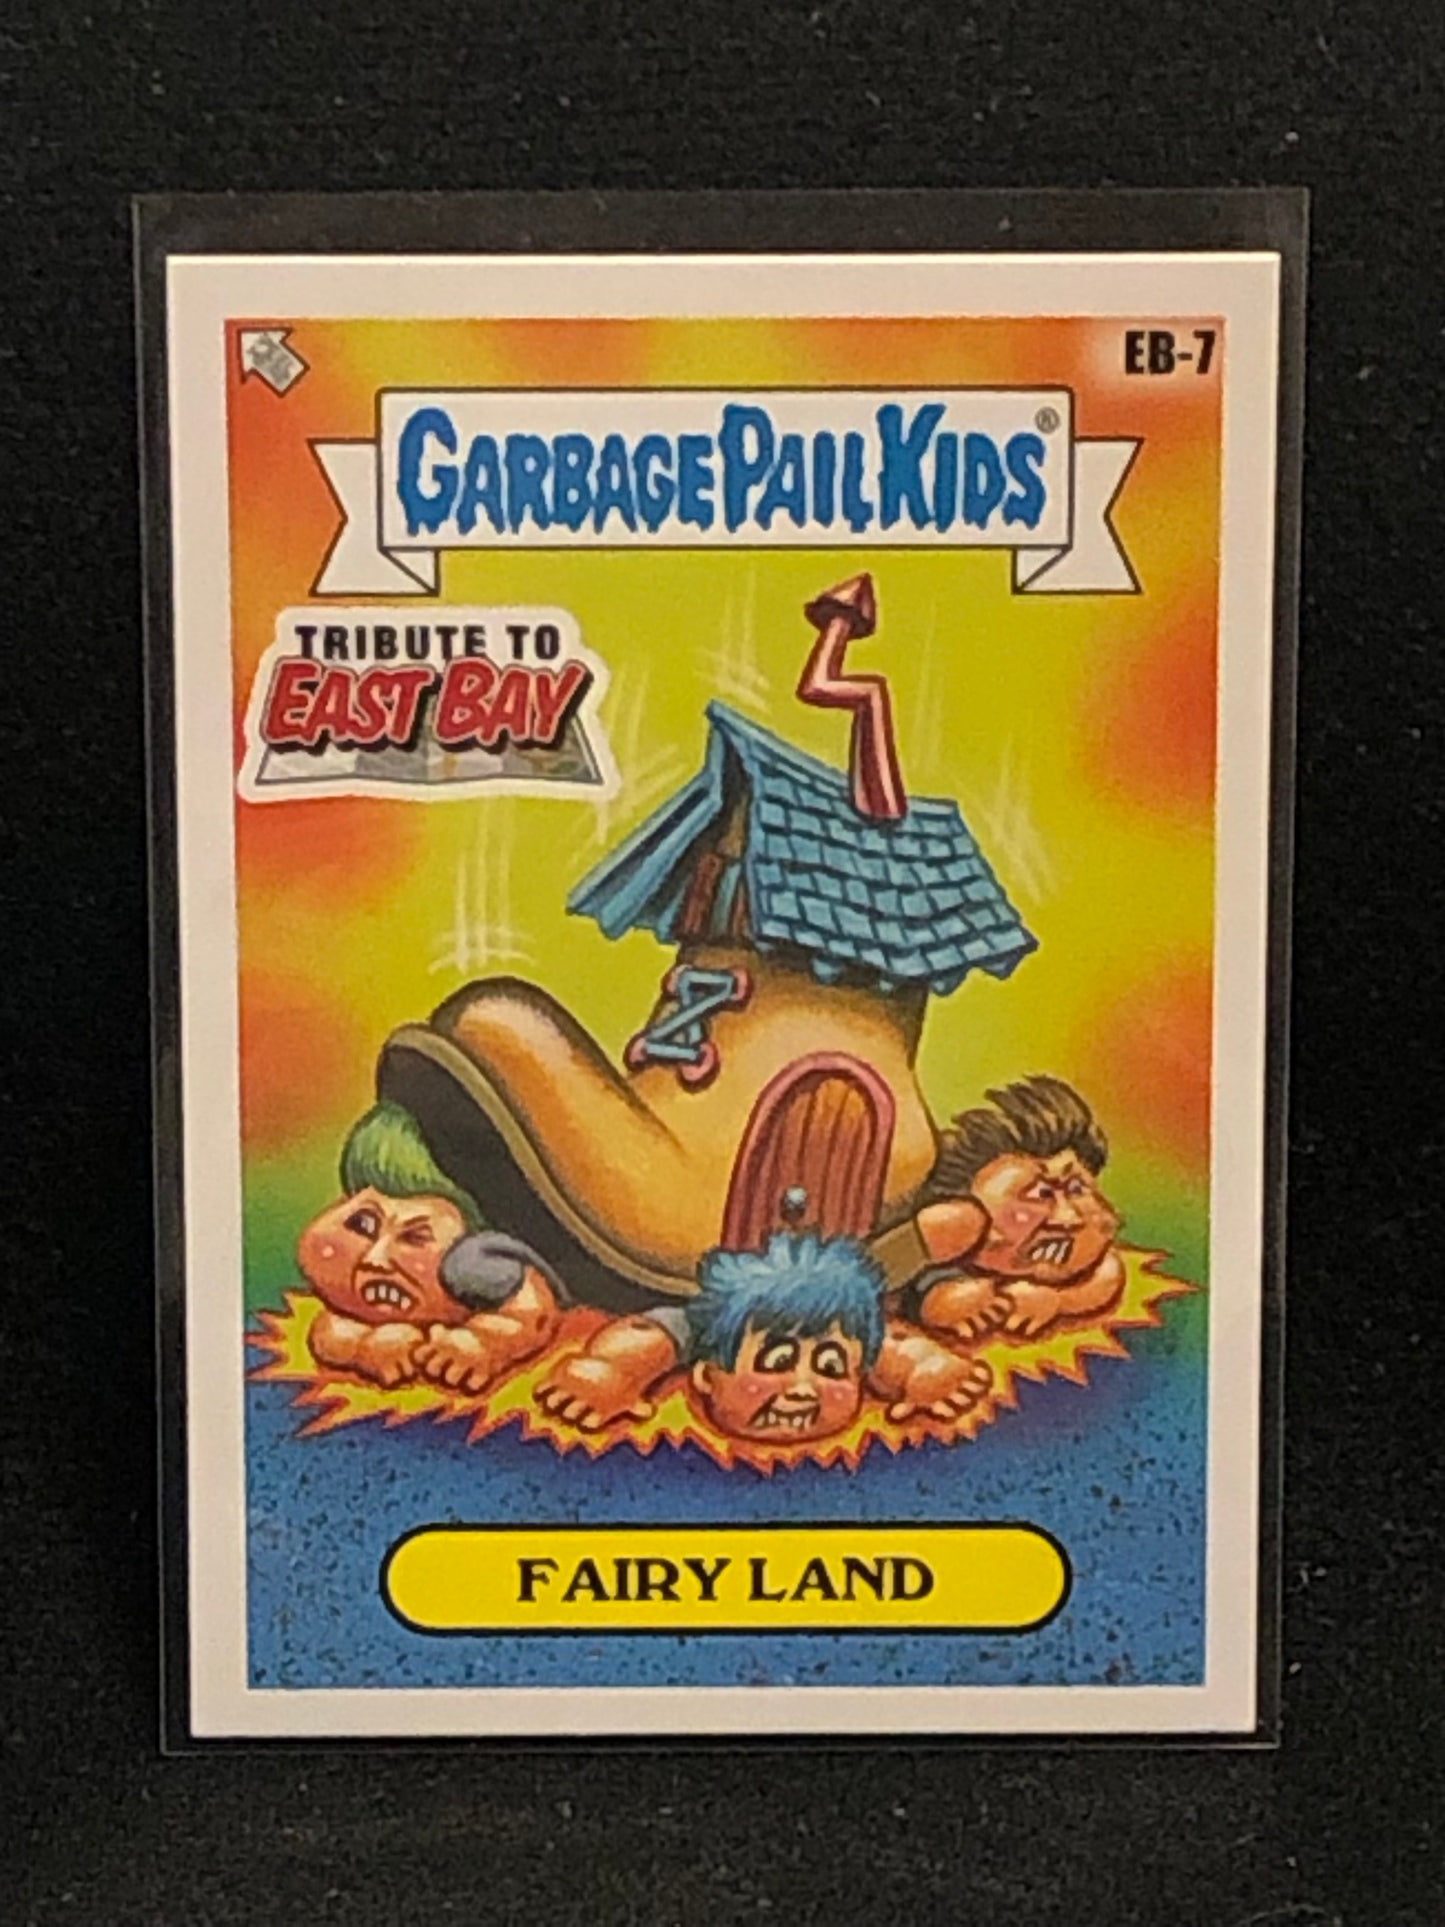 EB-7
GARBAGE PAIL KIDS®
TRIBUTE TO
EAST BAY
FAIRY LAND